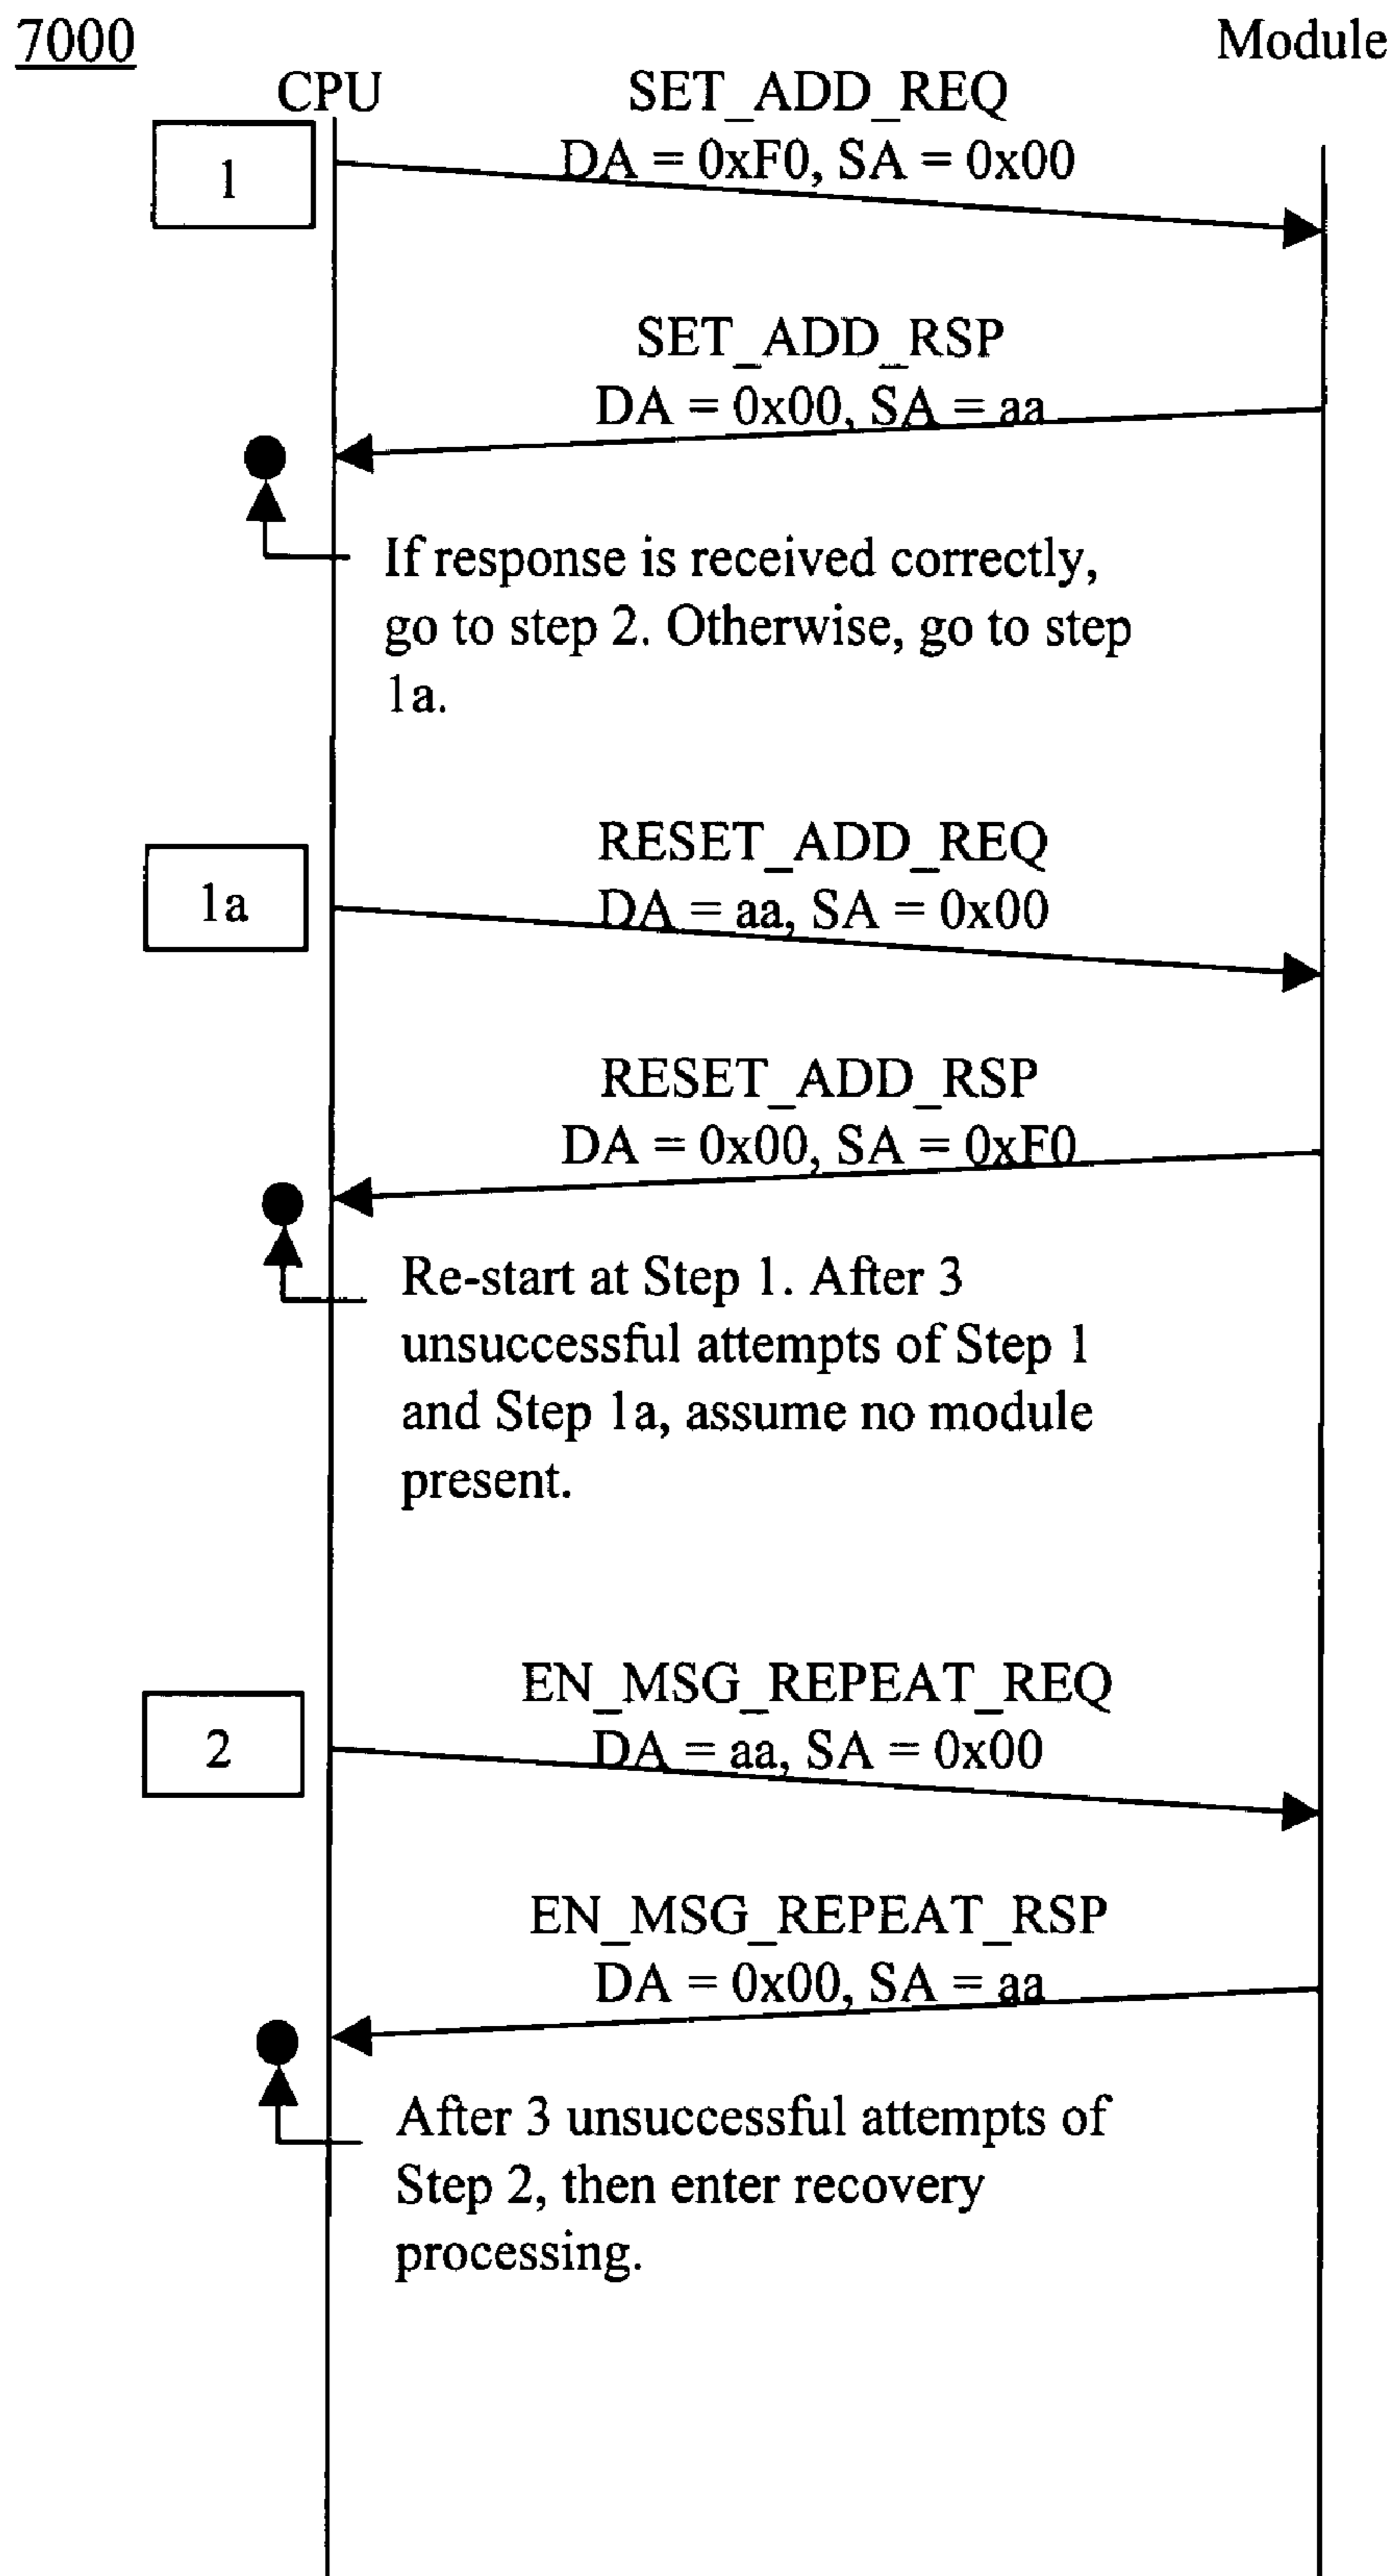 7000
Module
CPU
SET_ADD_REQ
1
DA = 0xF0, SA = 0x00
SET_ADD_RSP
DA = 0x00, SA = aa
If response is received correctly,
go to step 2. Otherwise, go to step
1a.
RESET_ADD_REQ
1a
DA = aa, SA = 0x00
RESET_ADD_RSP
DA = 0x00, SA = 0xF0
Re-start at Step 1. After 3
unsuccessful attempts of Step 1
and Step 1a, assume no module
present.
EN_MSG_REPEAT_REQ
2
DA = aa, SA = 0x00
EN_MSG_REPEAT_RSP
DA = 0x00, SA = aa
After 3 unsuccessful attempts of
Step 2, then enter recovery
processing.